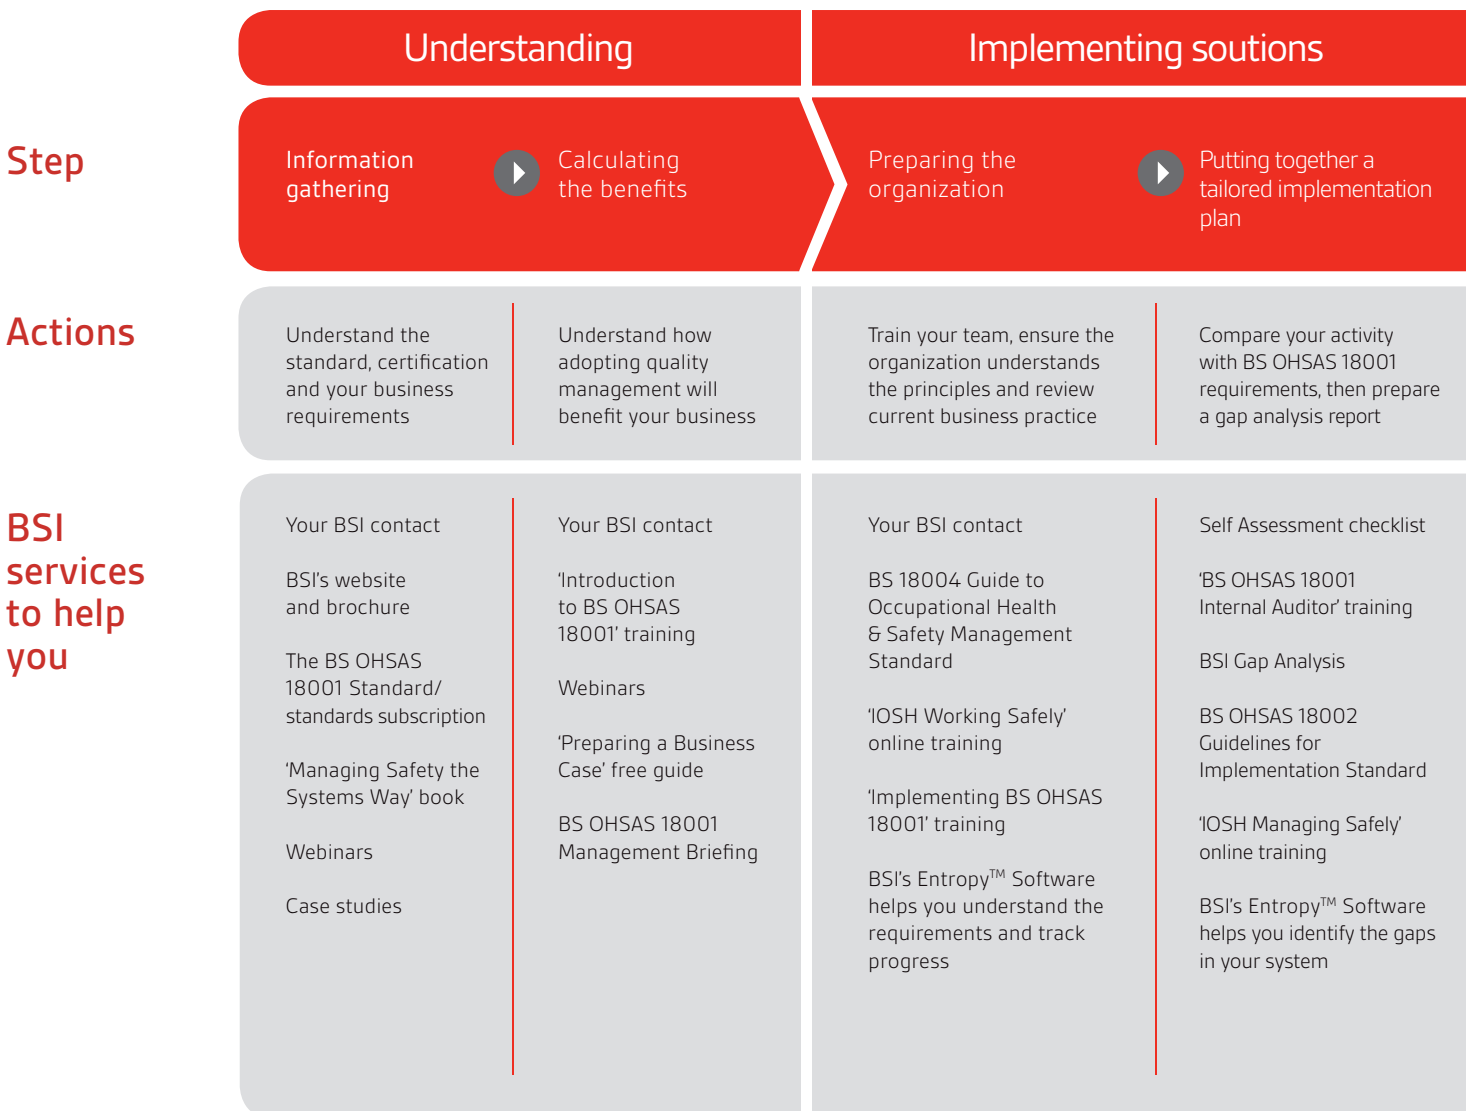 Understanding
Implementing soutions
Step
Information
gathering
Calculating
the benefits
Preparing the
organization
Putting together a
tailored implementation
plan
Actions
Understand the
standard, certification
and your business
requirements
Understand how
adopting quality
management will
benefit your business
Train your team, ensure the
organization understands
the principles and review
current business practice
Compare your activity
with BS OHSAS 18001
requirements, then prepare
a gap analysis report
BSI
services
to help
you
Your BSI contact
BSI's website
and brochure
The BS OHSAS
18001 Standard/
standards subscription
‘Managing Safety the
Systems Way’ book
Webinars
Case studies
Your BSI contact
‘Introduction
to BS OHSAS
18001’ training
Webinars
‘Preparing a Business
Case’ free guide
BS OHSAS 18001
Management Briefing
Your BSI contact
BS 18004 Guide to
Occupational Health
& Safety Management
Standard
‘IOSH Working Safely’
online training
‘Implementing BS OHSAS
18001’ training
BSI's Entropy™ Software
helps you understand the
requirements and track
progress
Self Assessment checklist
‘BS OHSAS 18001
Internal Auditor’ training
BSI Gap Analysis
BS OHSAS 18002
Guidelines for
Implementation Standard
‘IOSH Managing Safely’
online training
BSI's Entropy™ Software
helps you identify the gaps
in your system